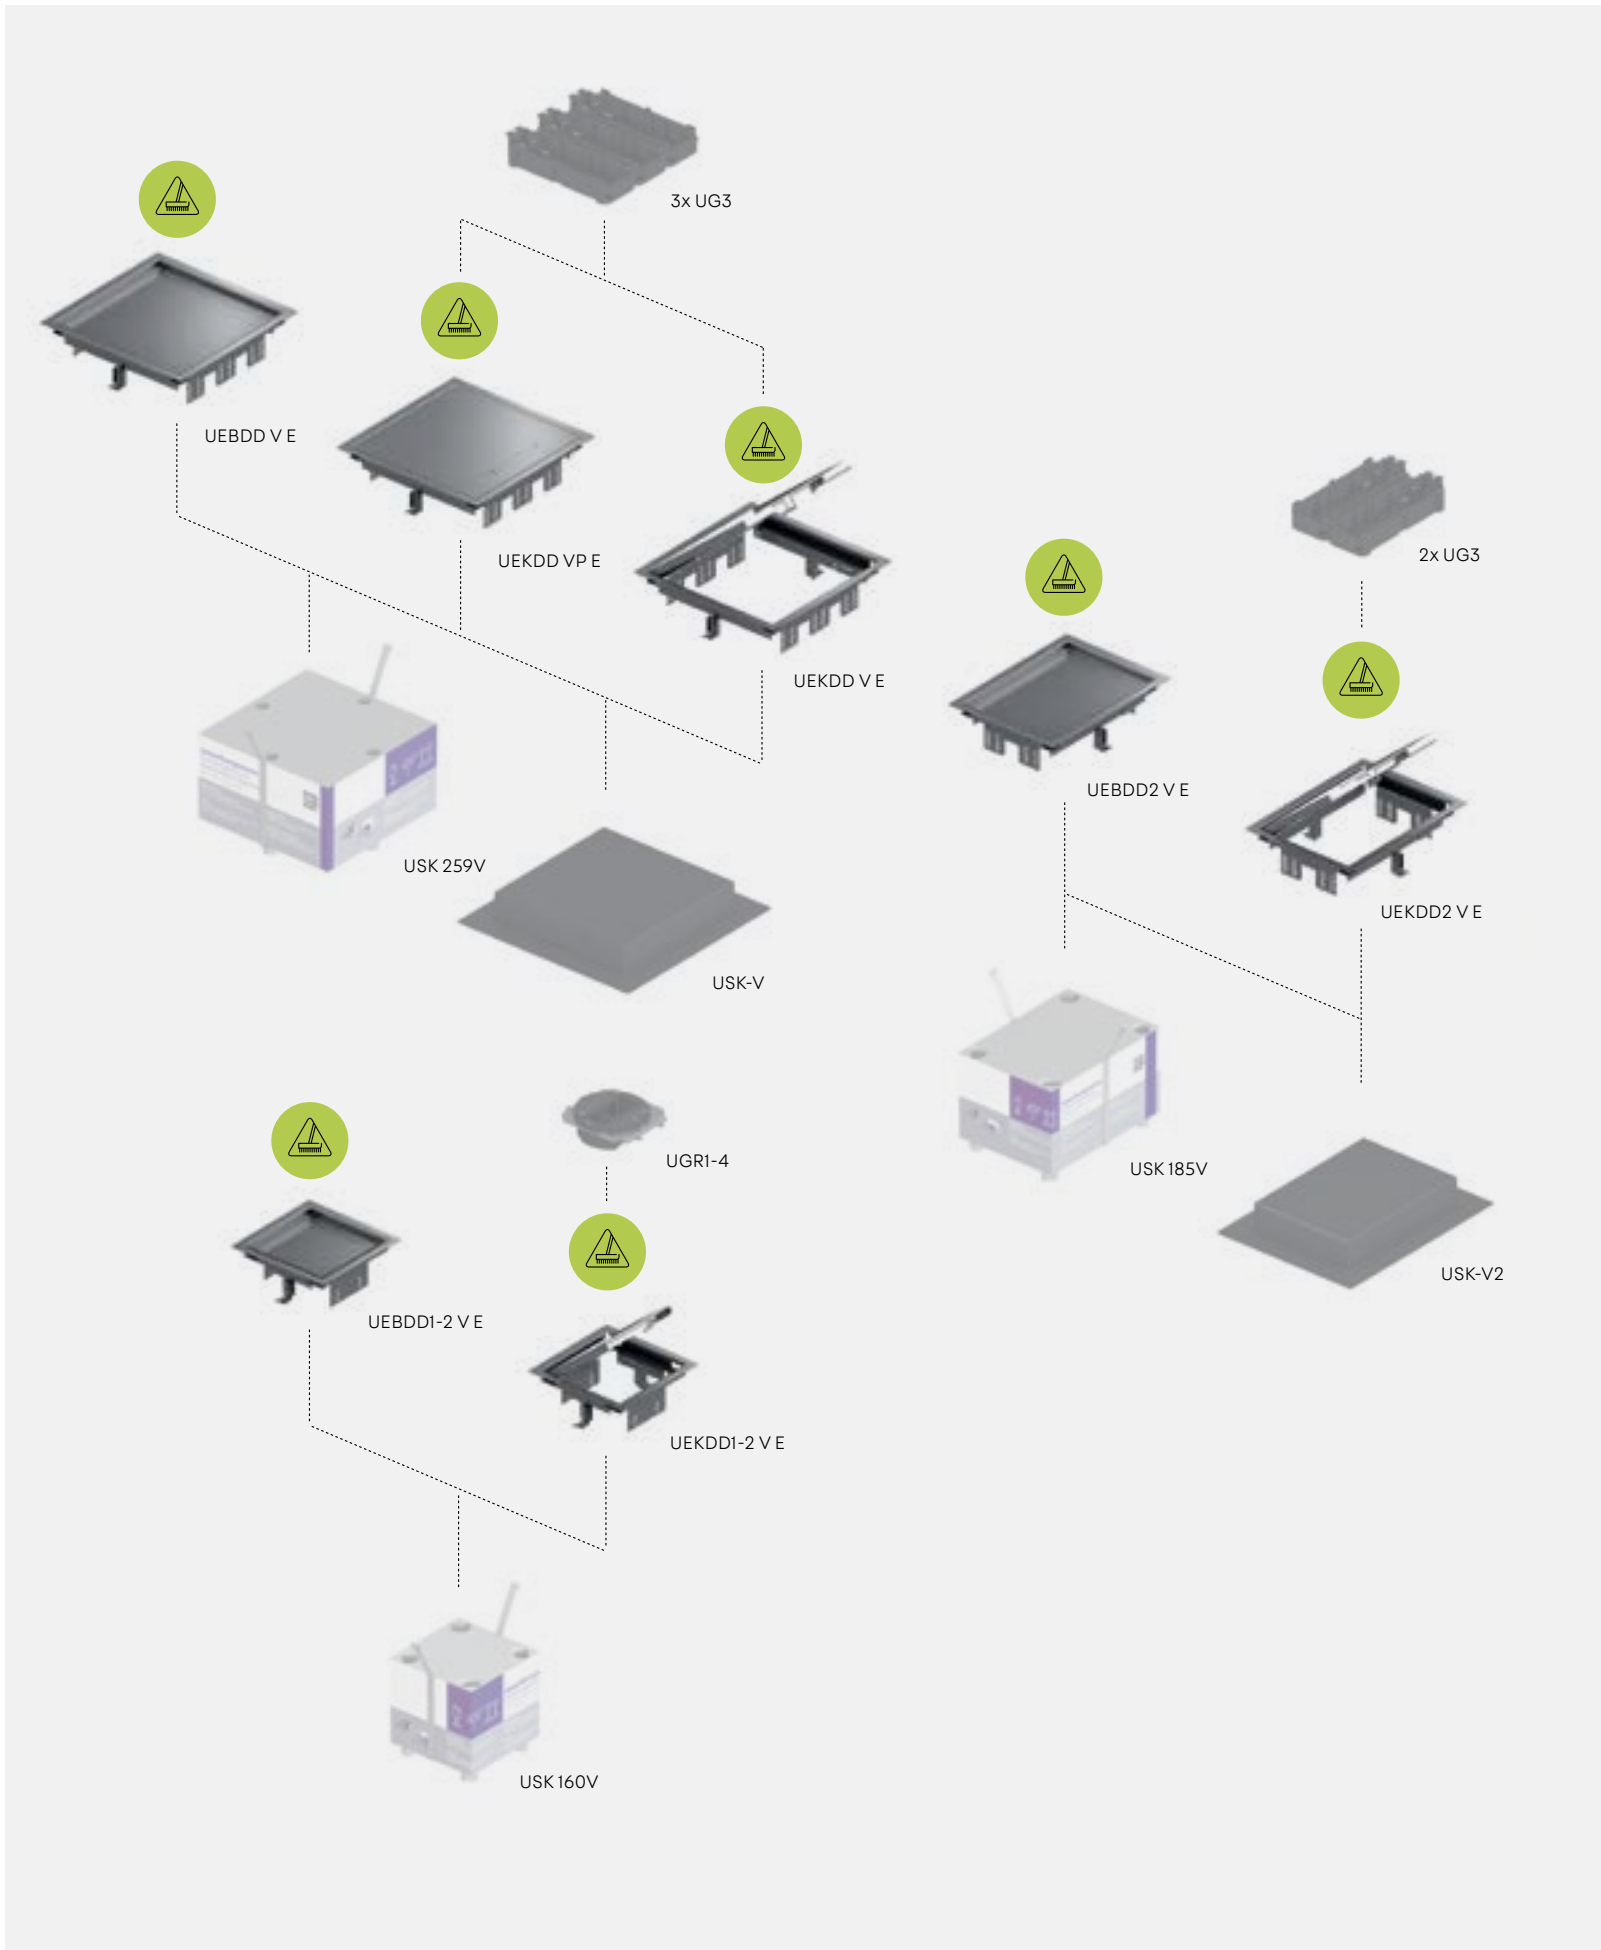 3x UG3
UEBDD V E
UEKDD VP E
UEKDD V E
2x UG3
UEBDD2 V E
USK 259V
UEKDD2 V E
USK-V
UGR1-4
USK 185V
USK-V2
UEBDD1-2 V E
UEKDD1-2 V E
USK 160V